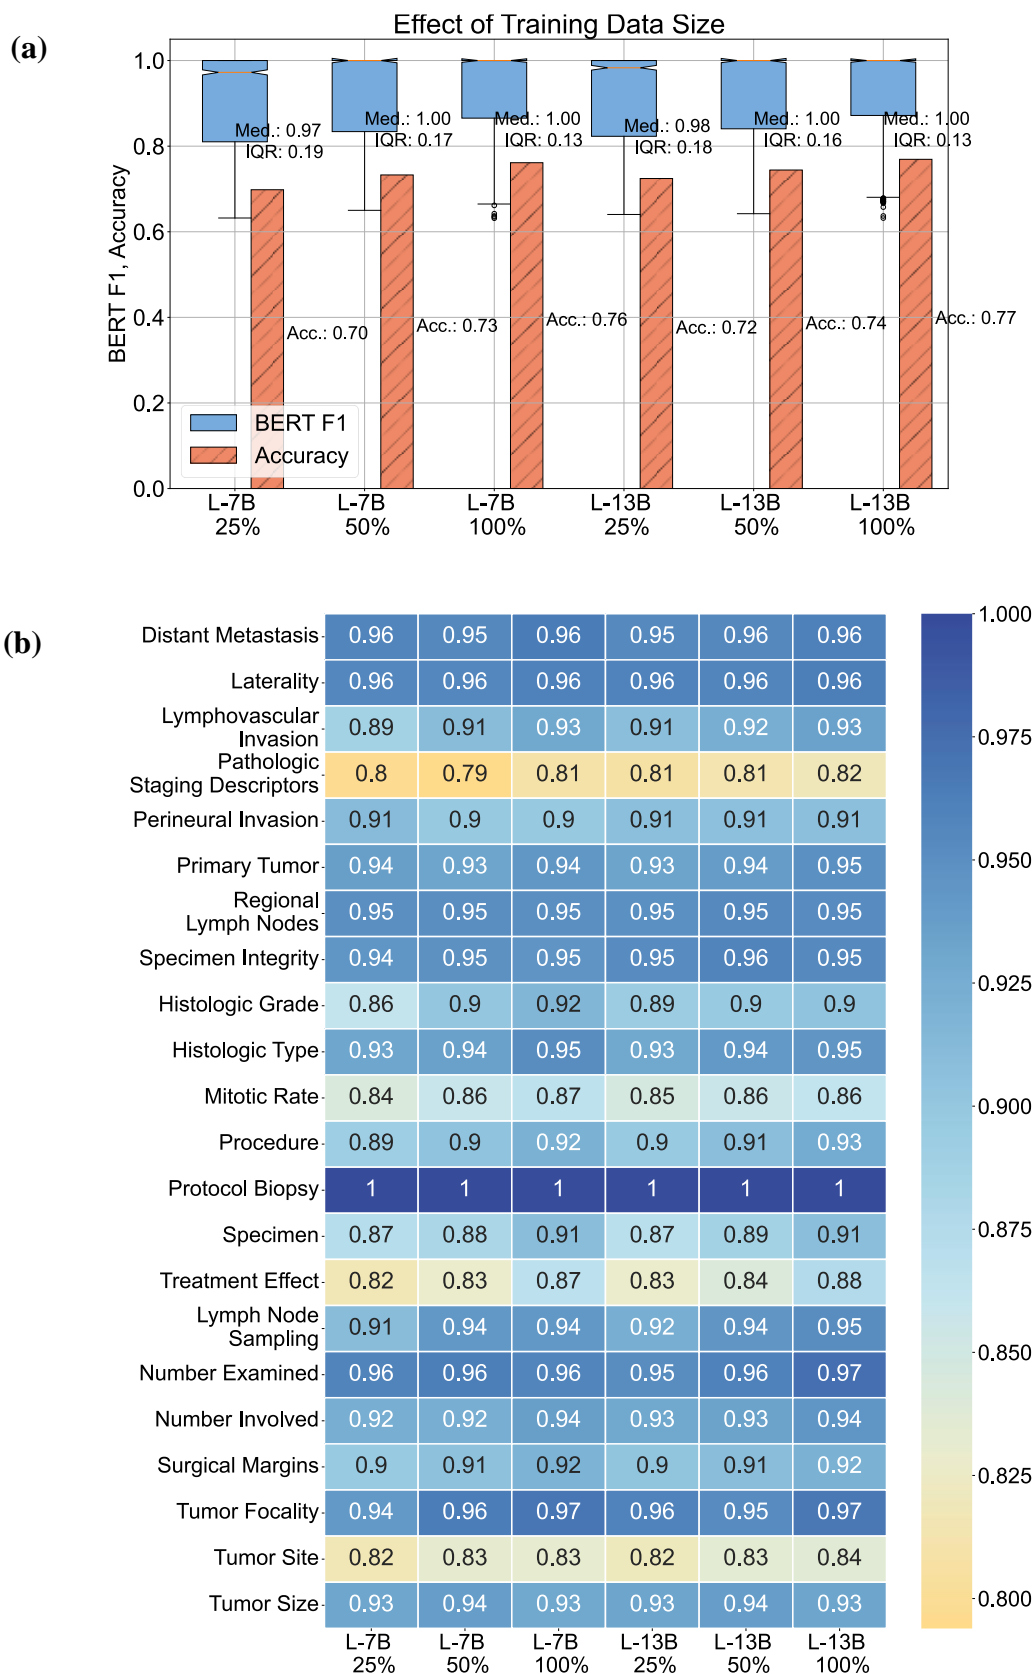 (a)
Effect of Training Data Size
BERT F1, Accuracy
1.0
0.8
0.6
0.4
0.2
0.0
Med.: 0.97
IQR: 0.19
Med.: 1.00
IQR: 0.17
Med.: 1.00
IQR: 0.13
Med.: 0.98
IQR: 0.18
Med.: 1.00
IQR: 0.16
Med.: 1.00
IQR: 0.13
Acc.: 0.70
Acc.: 0.73
Acc.: 0.76
Acc.: 0.72
Acc.: 0.74
Acc.: 0.77
BERT F1
Accuracy
L-7B 25%
L-7B 50%
L-7B 100%
L-13B 25%
L-13B 50%
L-13B 100%
(b)
Distant Metastasis 0.96 0.95 0.96 0.95 0.96 0.96
Laterality 0.96 0.96 0.96 0.96 0.96 0.96
Lymphovascular Invasion 0.89 0.91 0.93 0.91 0.92 0.93
Pathologic Staging Descriptors 0.8 0.79 0.81 0.81 0.81 0.82
Perineural Invasion 0.91 0.9 0.9 0.91 0.91 0.91
Primary Tumor 0.94 0.93 0.94 0.93 0.94 0.95
Regional Lymph Nodes 0.95 0.95 0.95 0.95 0.95 0.95
Specimen Integrity 0.94 0.95 0.95 0.95 0.96 0.95
Histologic Grade 0.86 0.9 0.92 0.89 0.9 0.9
Histologic Type 0.93 0.94 0.95 0.93 0.94 0.95
Mitotic Rate 0.84 0.86 0.87 0.85 0.86 0.86
Procedure 0.89 0.9 0.92 0.9 0.91 0.93
Protocol Biopsy 1 1 1 1 1 1
Specimen 0.87 0.88 0.91 0.87 0.89 0.91
Treatment Effect 0.82 0.83 0.87 0.83 0.84 0.88
Lymph Node Sampling 0.91 0.94 0.94 0.92 0.94 0.95
Number Examined 0.96 0.96 0.96 0.95 0.96 0.97
Number Involved 0.92 0.92 0.94 0.93 0.93 0.94
Surgical Margins 0.9 0.91 0.92 0.9 0.91 0.92
Tumor Focality 0.94 0.96 0.97 0.96 0.95 0.97
Tumor Site 0.82 0.83 0.83 0.82 0.83 0.84
Tumor Size 0.93 0.94 0.93 0.93 0.94 0.93
L-7B 25%
L-7B 50%
L-7B 100%
L-13B 25%
L-13B 50%
L-13B 100%
1.000
0.975
0.950
0.925
0.900
0.875
0.850
0.825
0.800